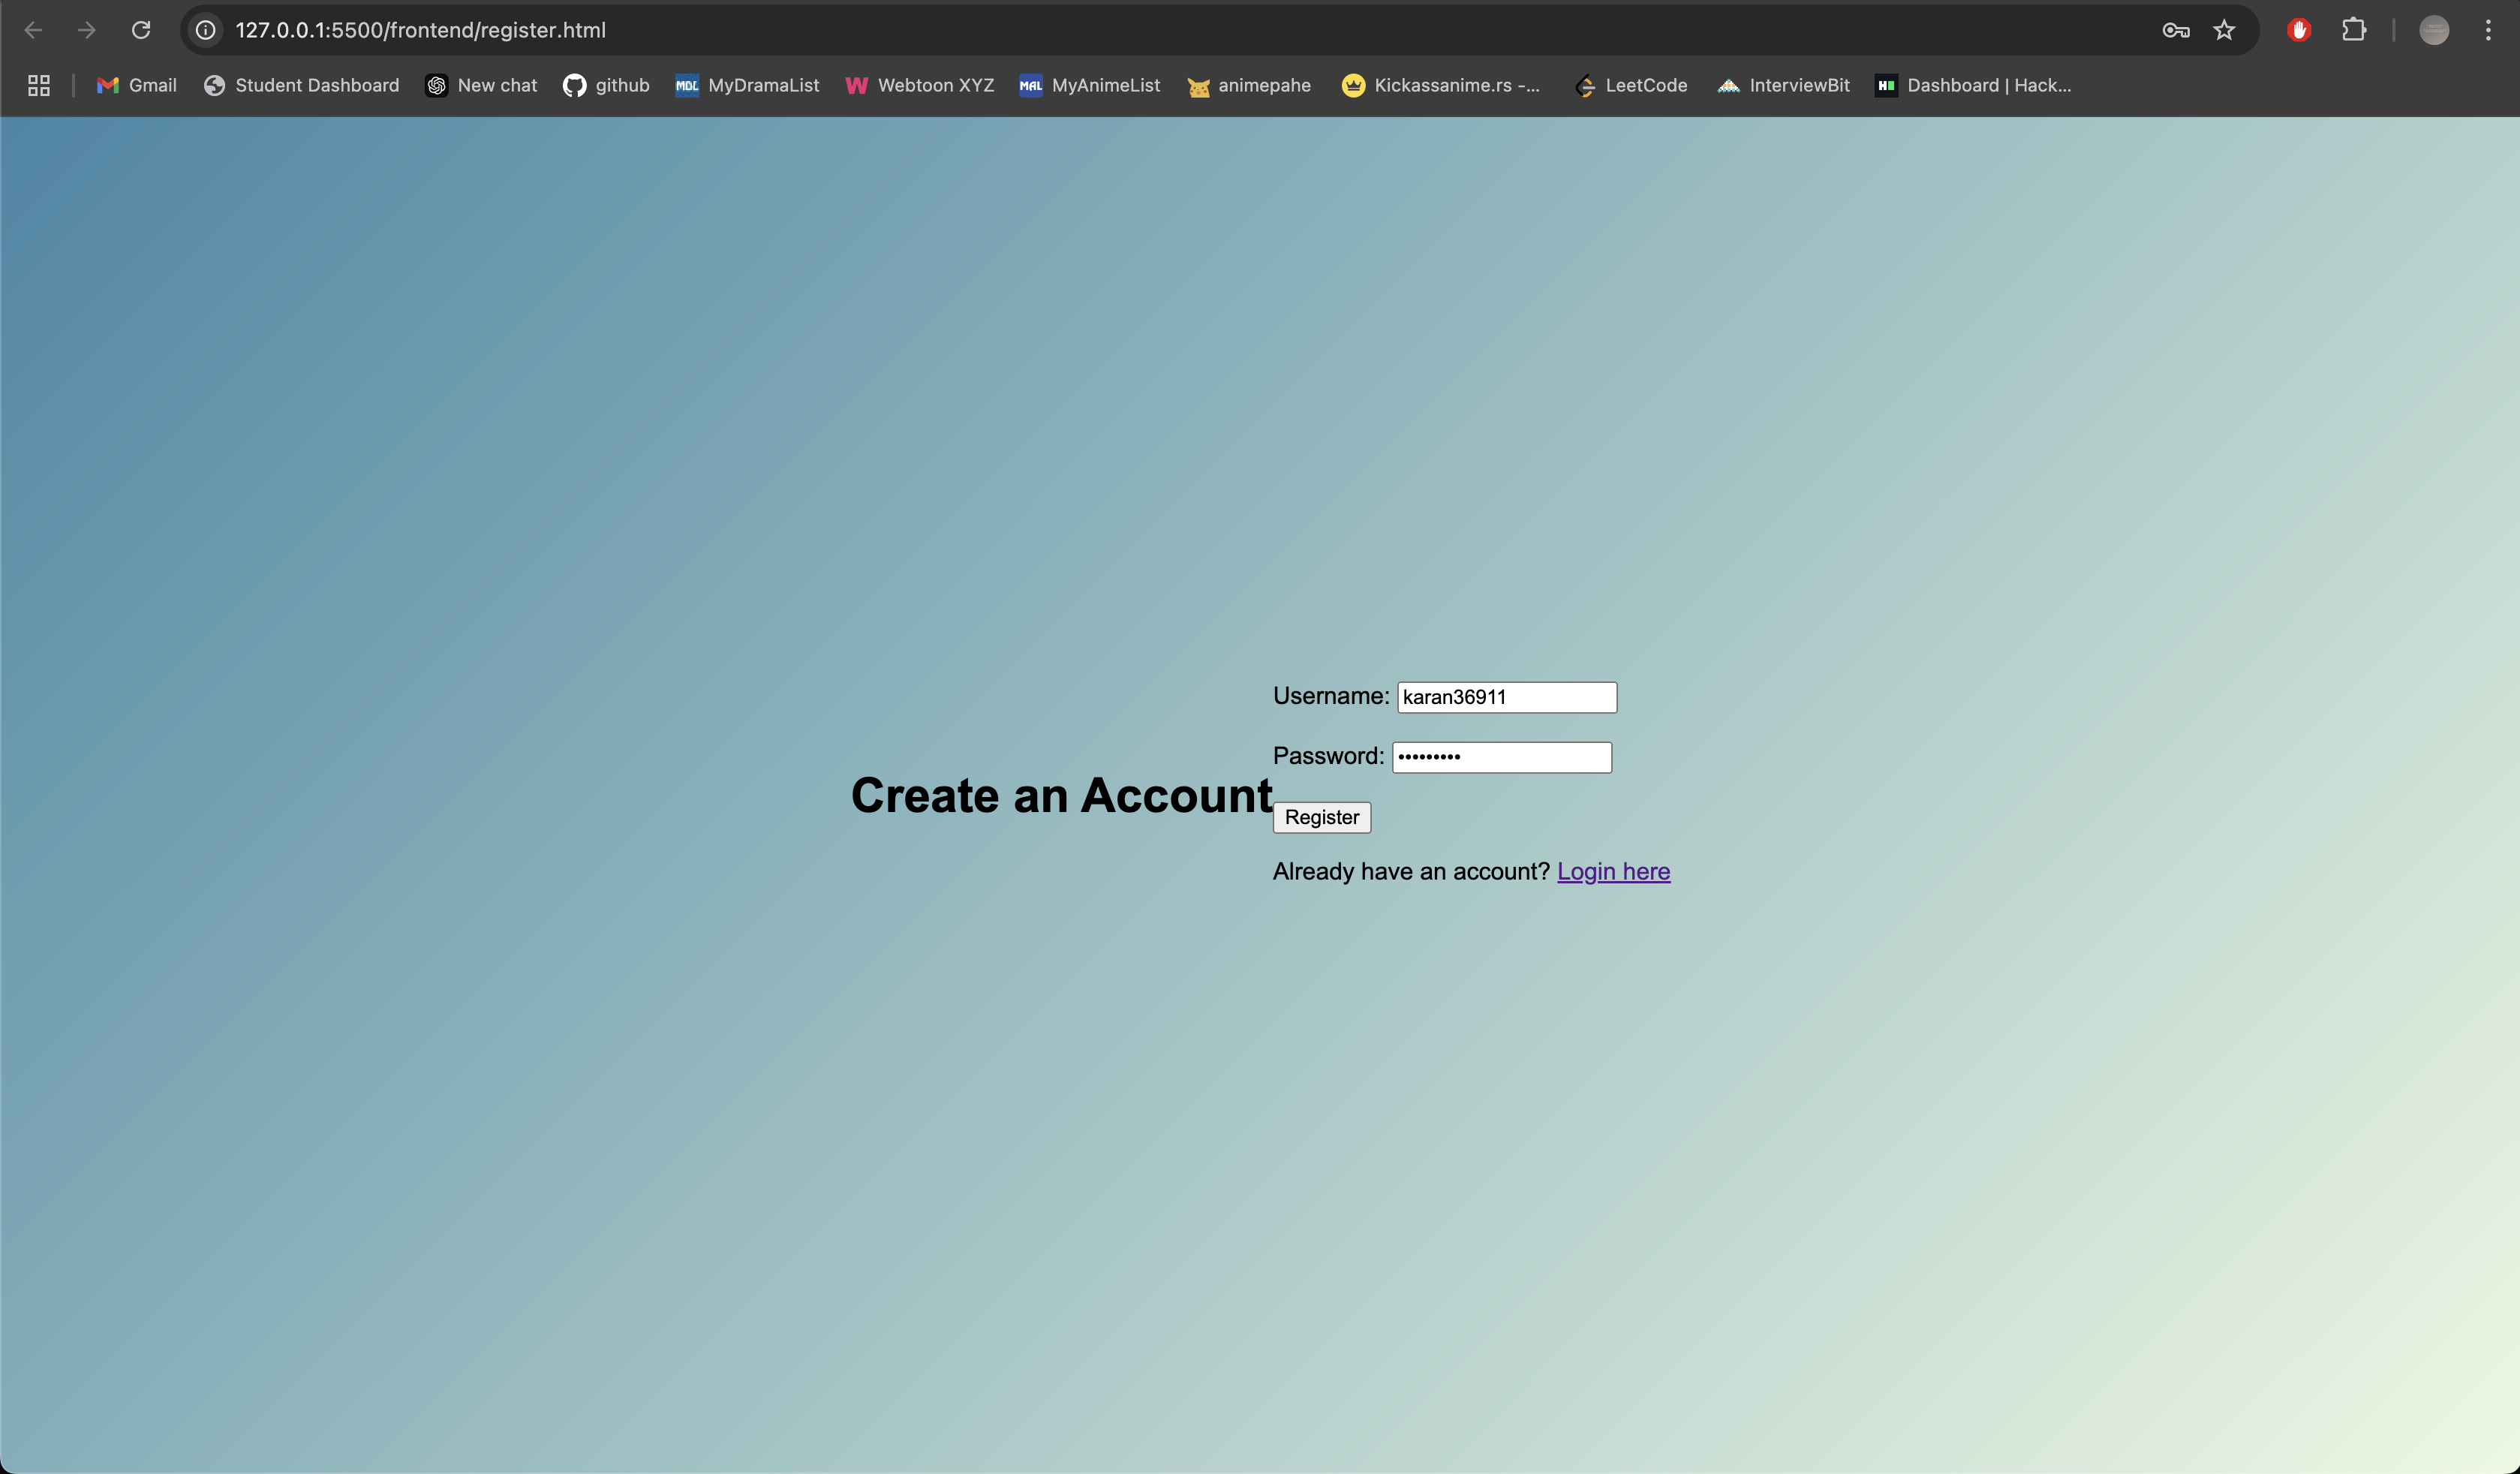 127.0.0.1:5500/frontend/register.html
Gmail Student Dashboard New chat github MDL MyDramaList W Webtoon XYZ MAL MyAnimeList animepahe Kickassanime.rs -... LeetCode InterviewBit H Dashboard | Hack...
Username: karan36911
Password: •••••••••
Create an Account
Register
Already have an account? Login here